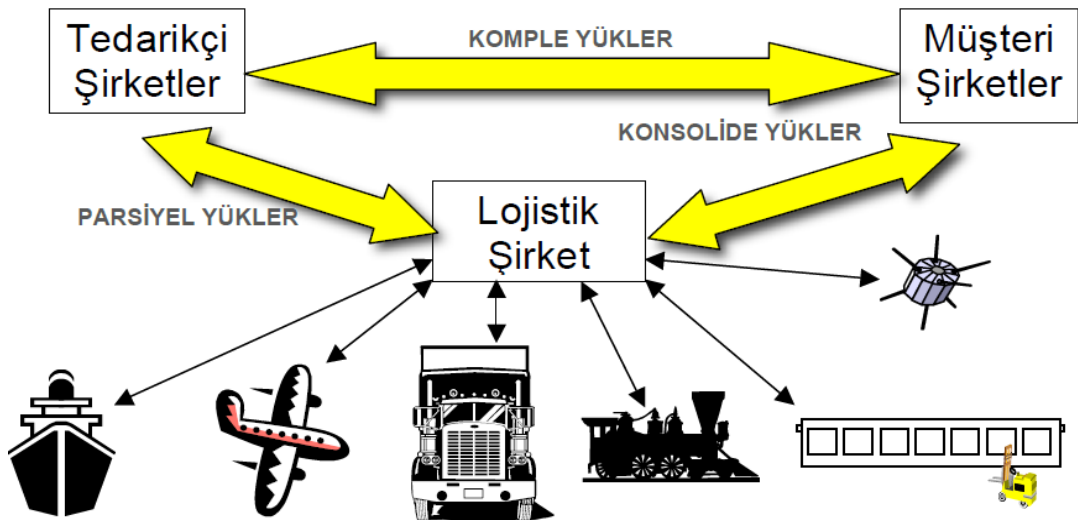 Tedarikçi
Şirketler
KOMPLE YÜKLER
Müşteri
Şirketler
KONSOLİDE YÜKLER
PARSİYEL YÜKLER
Lojistik
Şirket